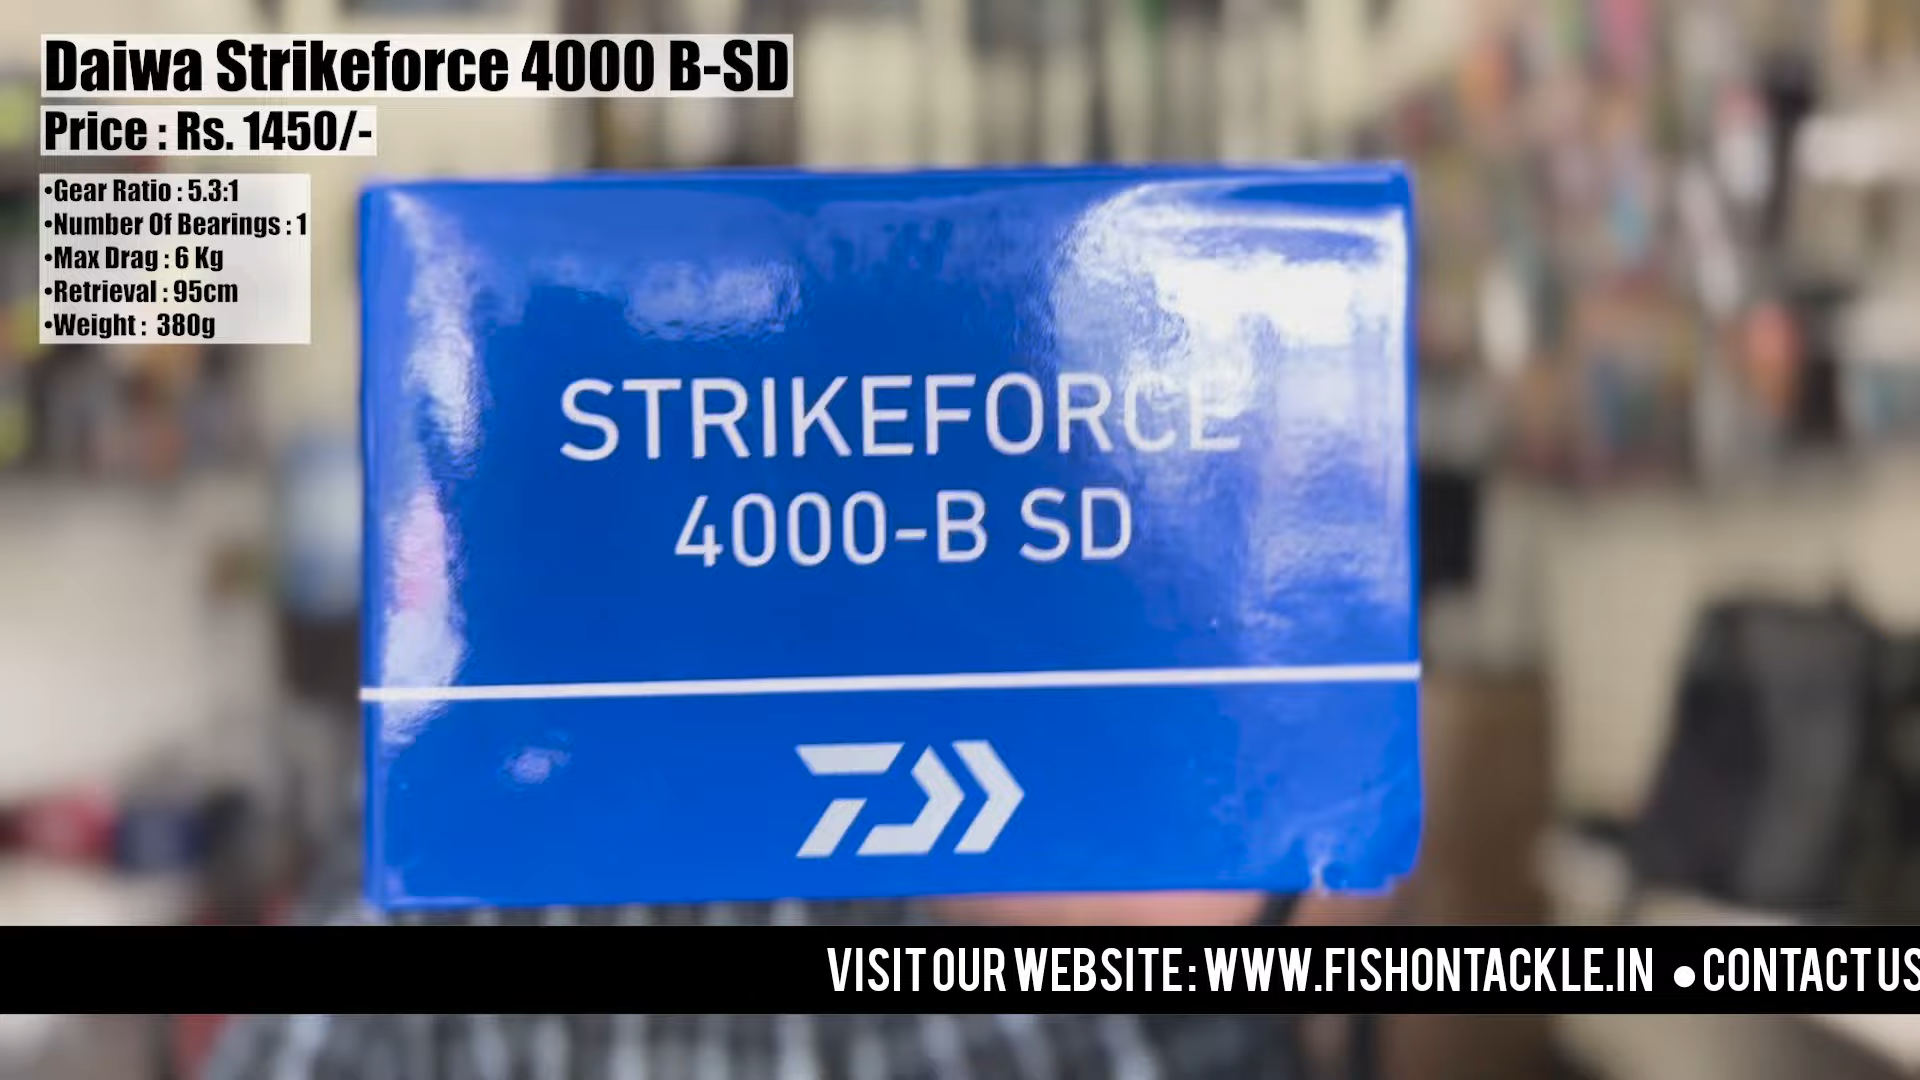 Daiwa Strikeforce 4000 B-SD
Price : Rs. 1450/-
•Gear Ratio : 5.3:1
•Number Of Bearings : 1
•Max Drag : 6 Kg
•Retrieval : 95cm
•Weight : 380g
STRIKEFORCE
4000-B SD
VISIT OUR WEBSITE : WWW.FISHONTACKLE.IN ●CONTACT US